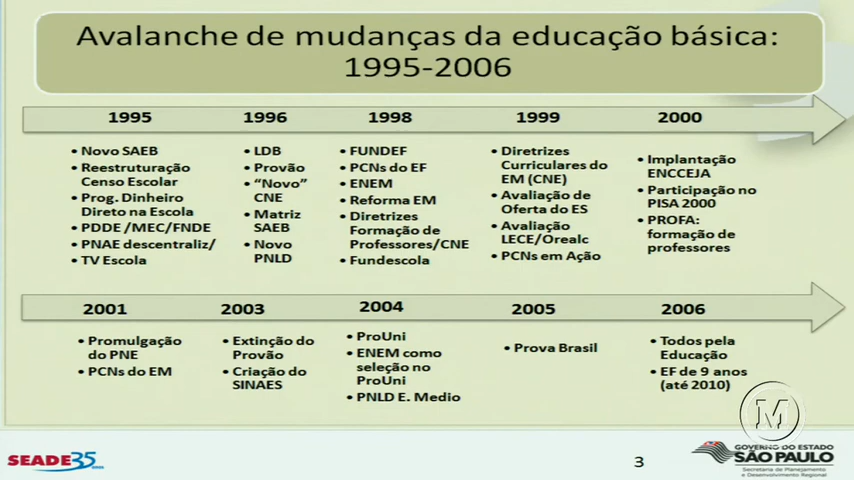 Avalanche de mudanças da educação básica:
1995-2006
1995
• Novo SAEB
• Reestruturação
Censo Escolar
• Prog. Dinheiro
Direto na Escola
• PDDE /MEC/FNDE
• PNAE descentraliz/
• TV Escola
1996
• LDB
• Provão
• “Novo”
CNE
• Matriz
SAEB
• Novo
PNLD
1998
• FUNDEF
• PCNs do EF
• ENEM
• Reforma EM
• Diretrizes
Formação de
Professores/CNE
• Fundescola
1999
• Diretrizes
Curriculares do
EM (CNE)
• Avaliação de
Oferta do ES
• Avaliação
LECE/Orealc
• PCNs em Ação
2000
• Implantação
ENCCEJA
• Participação no
PISA 2000
• PROFA:
formação de
professores
2001
• Promulgação
do PNE
• PCNs do EM
2003
• Extinção do
Provão
• Criação do
SINAES
2004
• ProUni
• ENEM como
seleção no
ProUni
• PNLD E. Medio
2005
• Prova Brasil
2006
• Todos pela
Educação
• EF de 9 anos
(até 2010)
M
SEADE 35
3
GOVERNO DO ESTADO
SÃO PAULO
Secretaria de Planejamento
e Desenvolvimento Regional